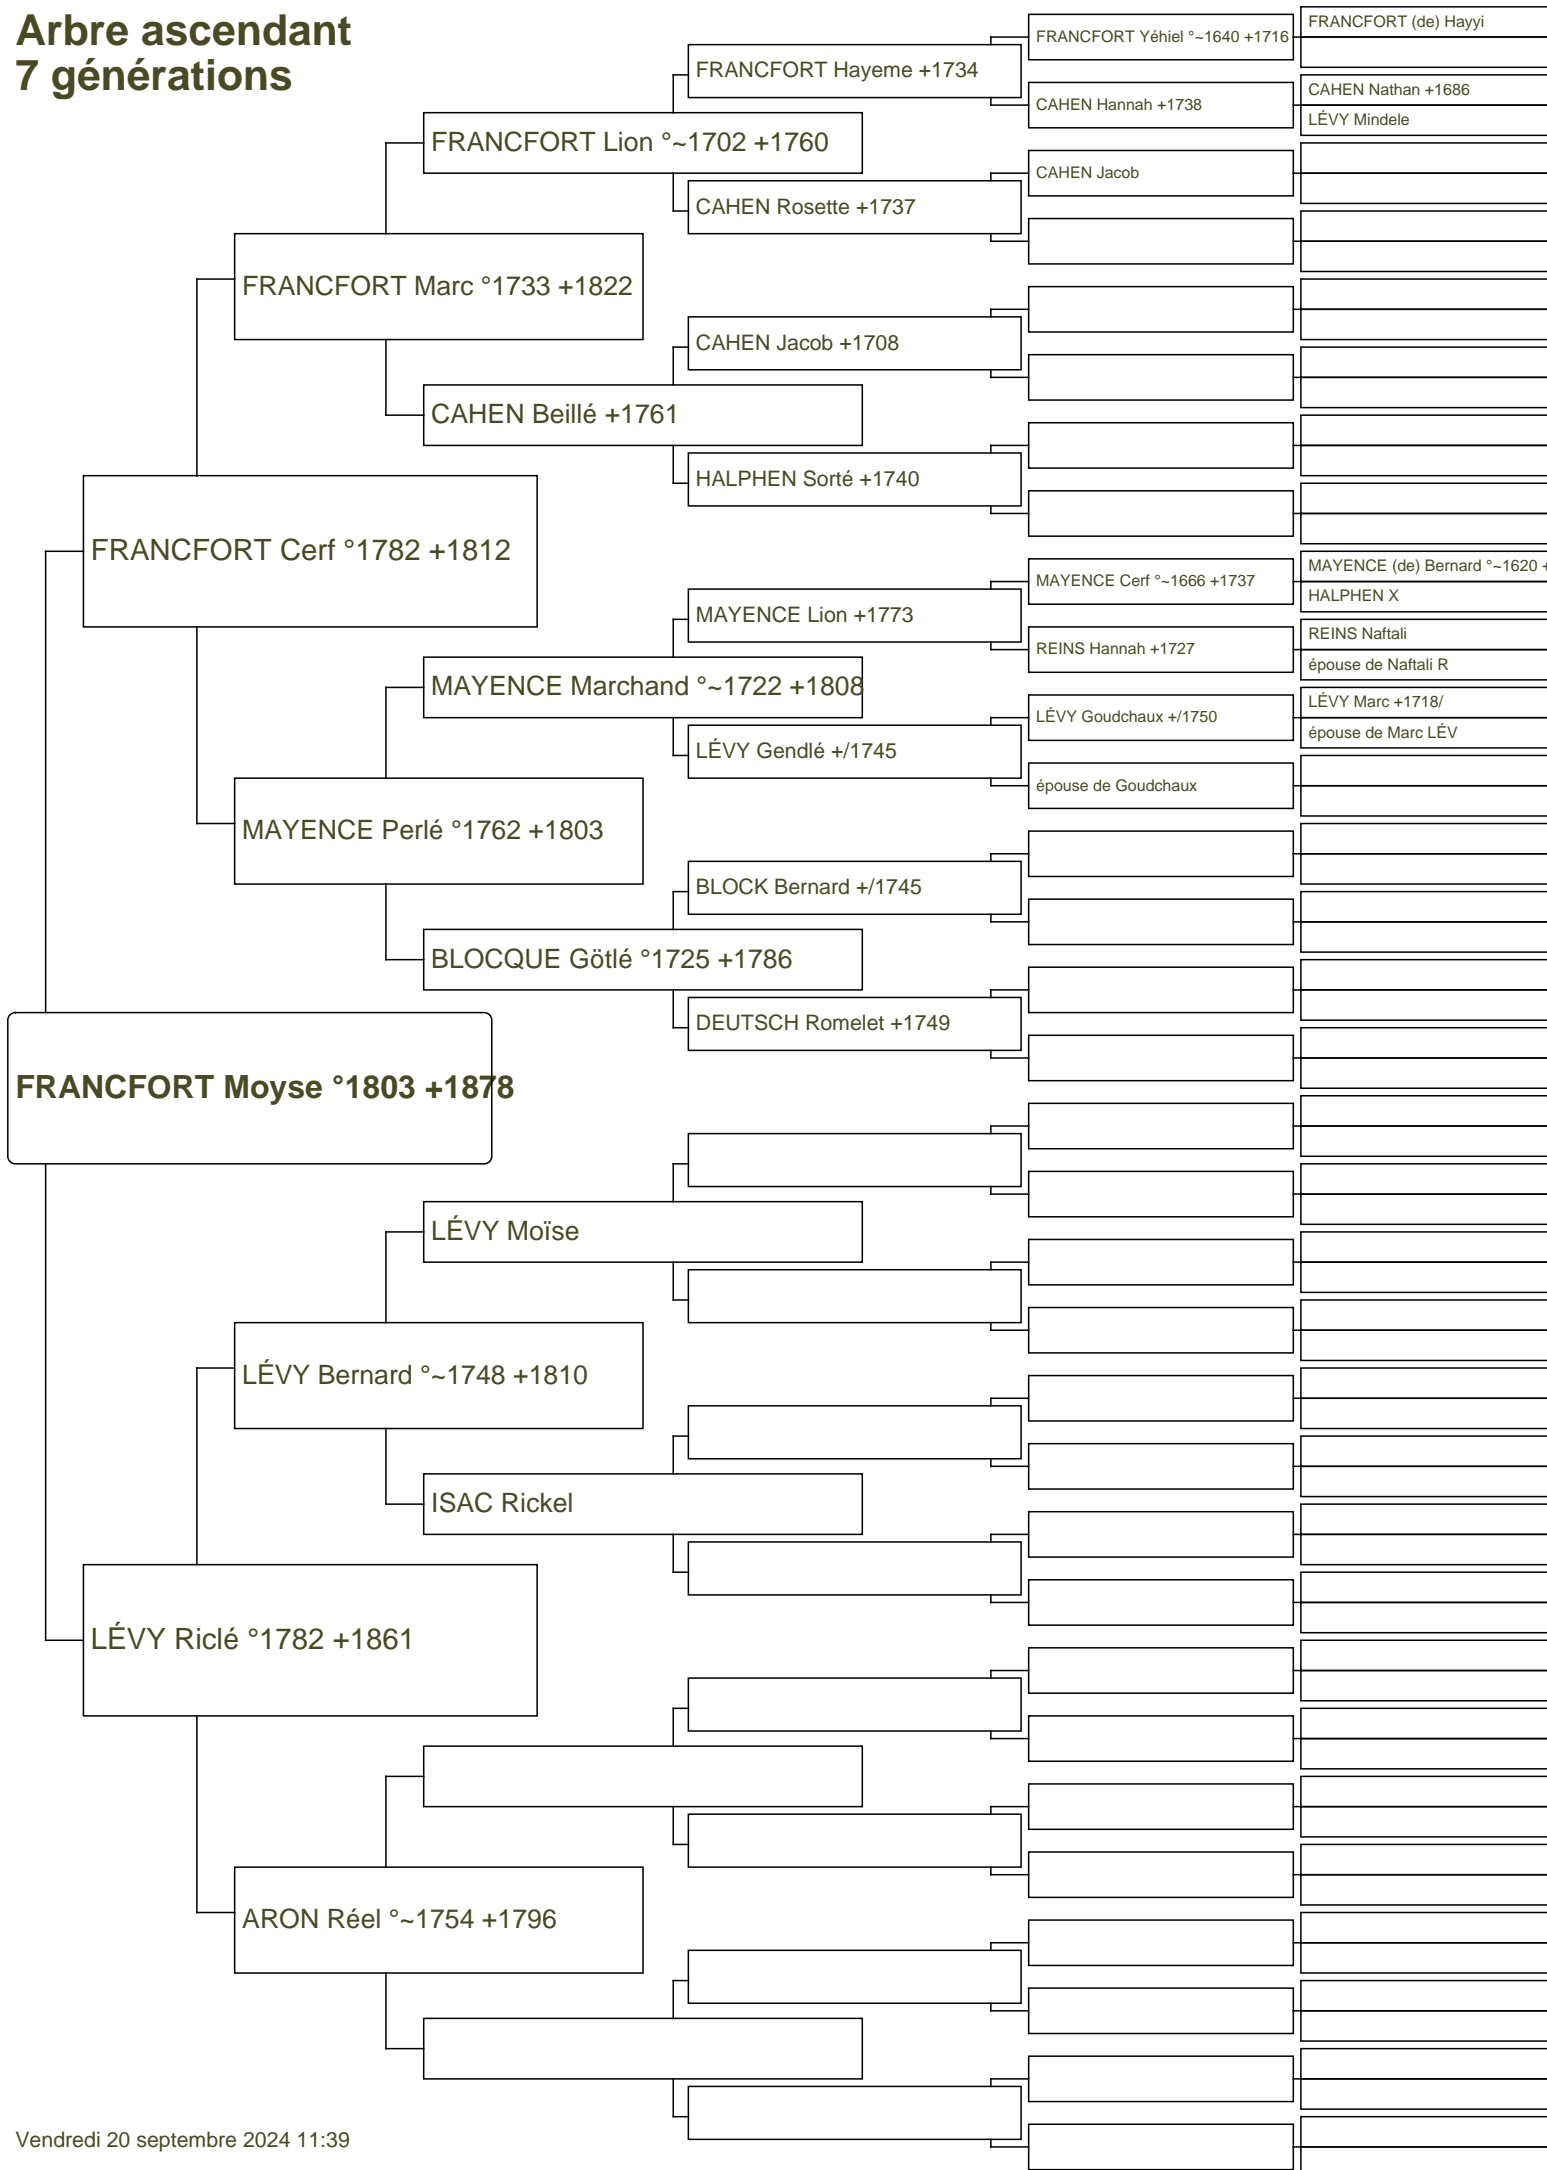 Arbre ascendant
7 générations
FRANCFORT Moyse °1803 +1878
FRANCFORT Cerf °1782 +1812
LÉVY Riclé °1782 +1861
FRANCFORT Marc °1733 +1822
MAYENCE Perlé °1762 +1803
LÉVY Bernard °~1748 +1810
ARON Réel °~1754 +1796
FRANCFORT Lion °~1702 +1760
CAHEN Beillé +1761
MAYENCE Marchand °~1722 +1808
BLOCQUE Götlé °1725 +1786
LÉVY Moïse
ISAC Rickel
FRANCFORT Hayeme +1734
CAHEN Rosette +1737
CAHEN Jacob +1708
HALPHEN Sorté +1740
MAYENCE Lion +1773
LÉVY Gendlé +/1745
BLOCK Bernard +/1745
DEUTSCH Romelet +1749
FRANCFORT Yéhiel °~1640 +1716
CAHEN Hannah +1738
CAHEN Jacob
MAYENCE Cerf °~1666 +1737
REINS Hannah +1727
LÉVY Goudchaux +/1750
épouse de Goudchaux
FRANCFORT (de) Hayyi
CAHEN Nathan +1686
LÉVY Mindele
MAYENCE (de) Bernard °~1620 +
HALPHEN X
REINS Naftali
épouse de Naftali R
LÉVY Marc +1718/
épouse de Marc LÉV
Vendredi 20 septembre 2024 11:39